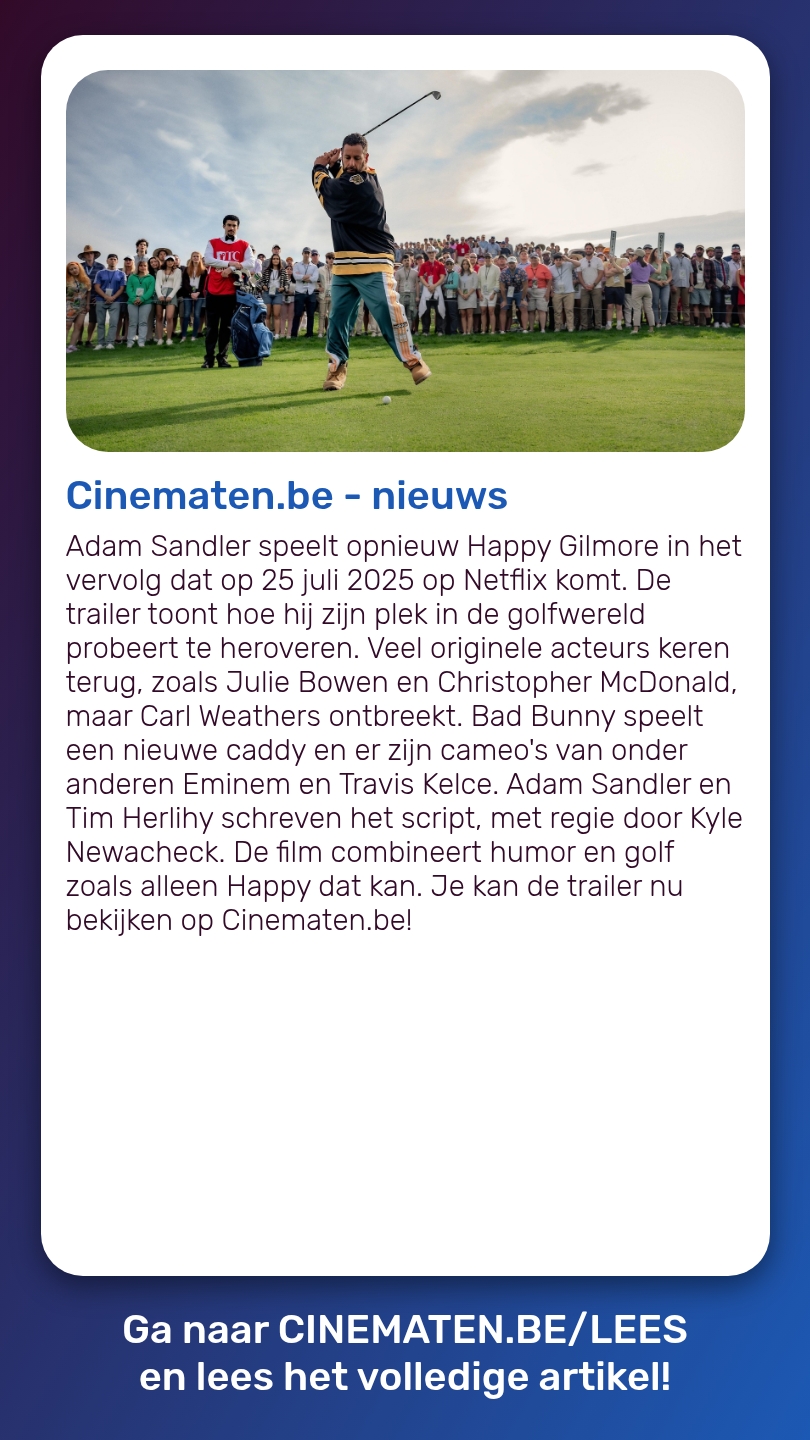 Cinematen.be - nieuws
Adam Sandler speelt opnieuw Happy Gilmore in het
vervolg dat op 25 juli 2025 op Netflix komt. De
trailer toont hoe hij zijn plek in de golfwereld
probeert te heroveren. Veel originele acteurs keren
terug, zoals Julie Bowen en Christopher McDonald,
maar Carl Weathers ontbreekt. Bad Bunny speelt
een nieuwe caddy en er zijn cameo's van onder
anderen Eminem en Travis Kelce. Adam Sandler en
Tim Herlihy schreven het script, met regie door Kyle
Newacheck. De film combineert humor en golf
zoals alleen Happy dat kan. Je kan de trailer nu
bekijken op Cinematen.be!
Ga naar CINEMATEN.BE/LEES
en lees het volledige artikel!